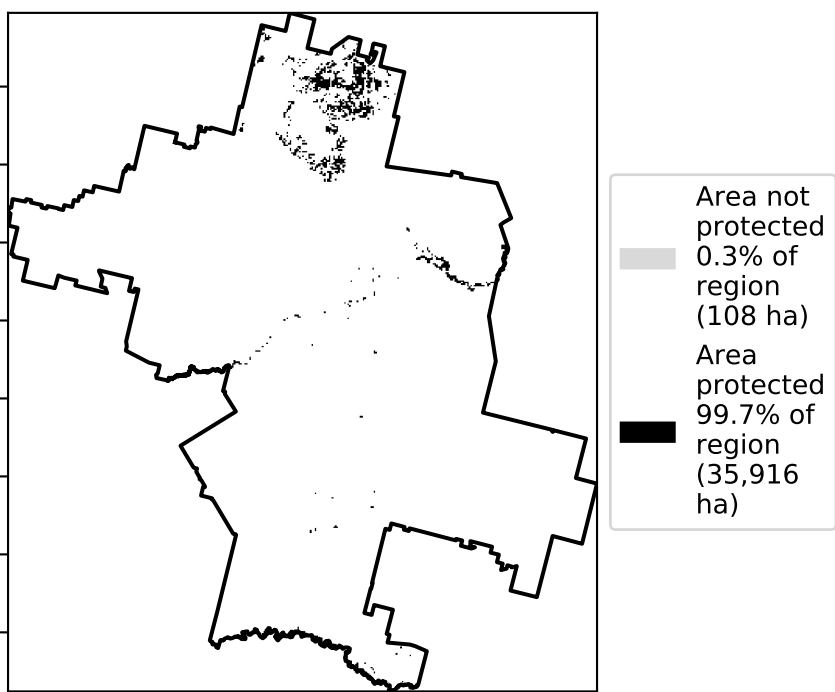 Area not
protected
0.3% of
region
(108 ha)
Area
protected
99.7% of
region
(35,916
ha)